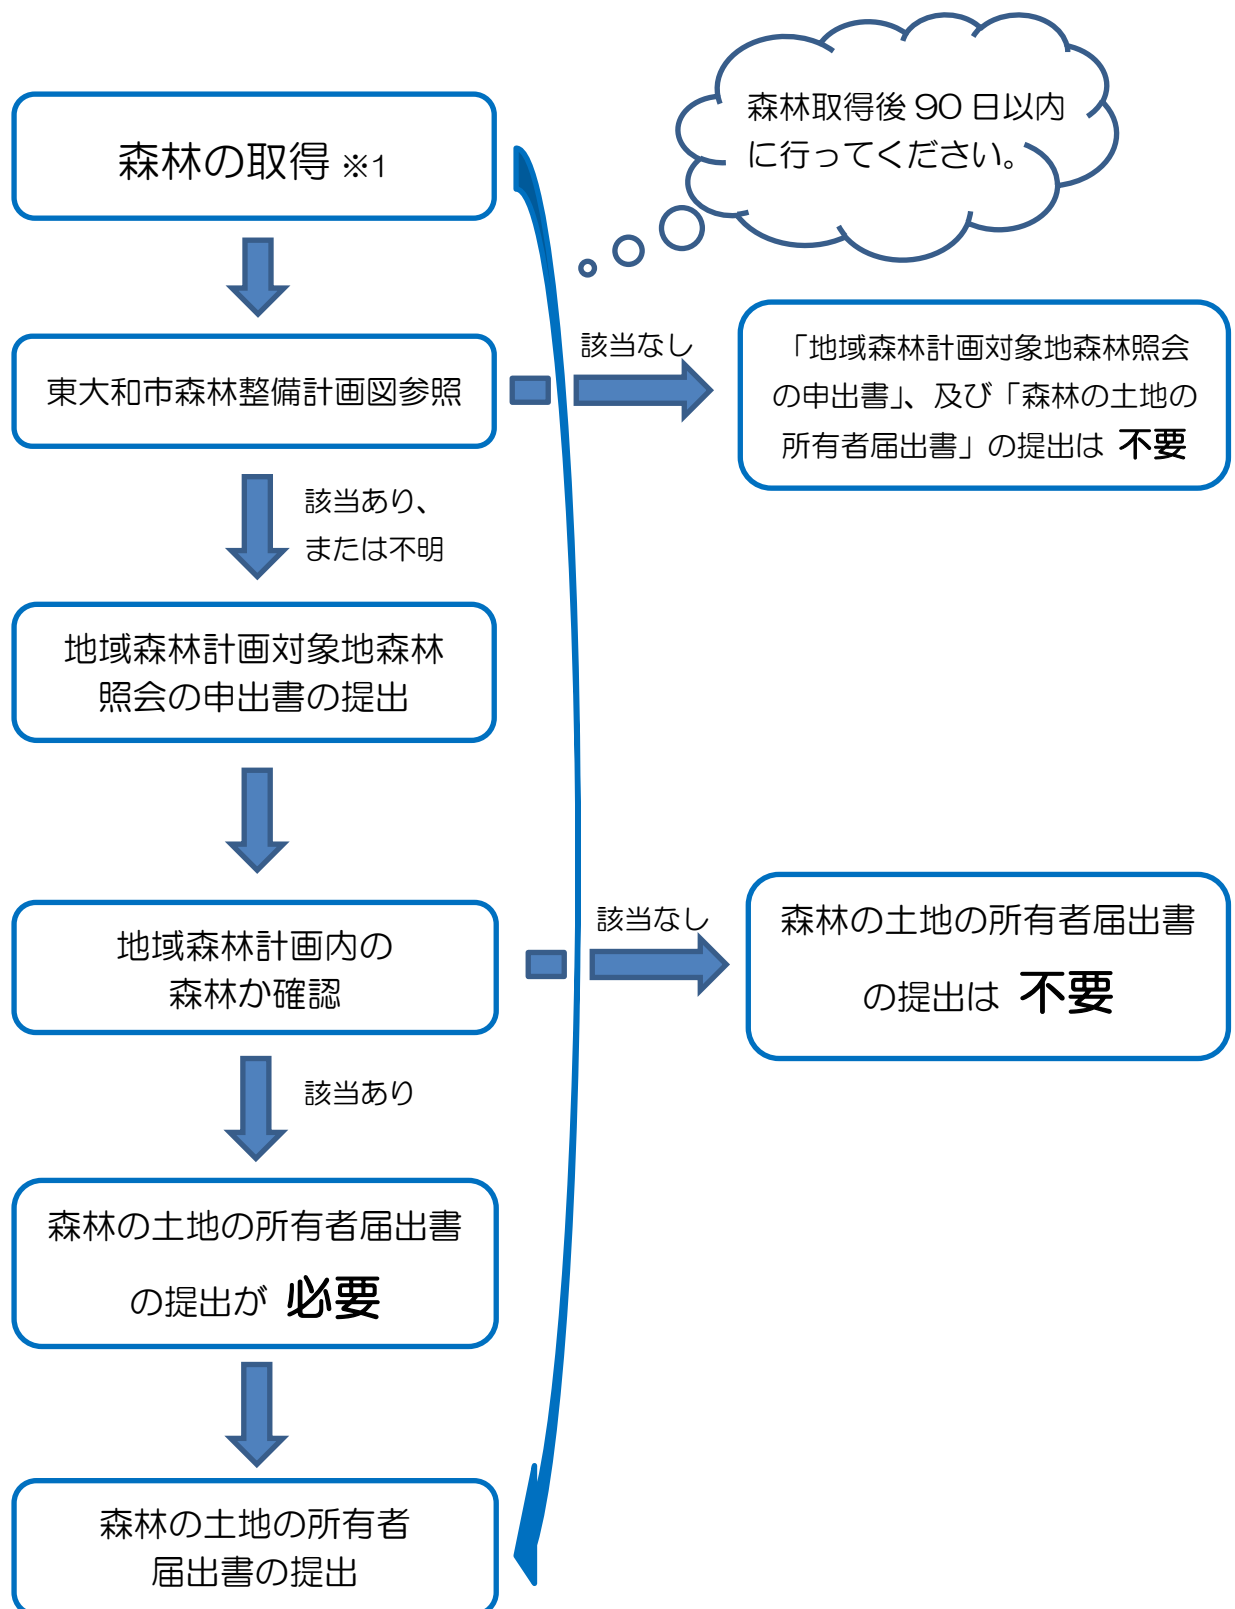 森林取得後 90 日以内
に行ってください。
森林の取得 ※1
該当なし
東大和市森林整備計画図参照
「地域森林計画対象地森林照会
の申出書」、及び「森林の土地の
所有者届出書」の提出は 不要
該当あり、
または不明
地域森林計画対象地森林
照会の申出書の提出
地域森林計画内の
森林か確認
該当なし
森林の土地の所有者届出書
の提出は 不要
該当あり
森林の土地の所有者届出書
の提出が 必要
森林の土地の所有者
届出書の提出